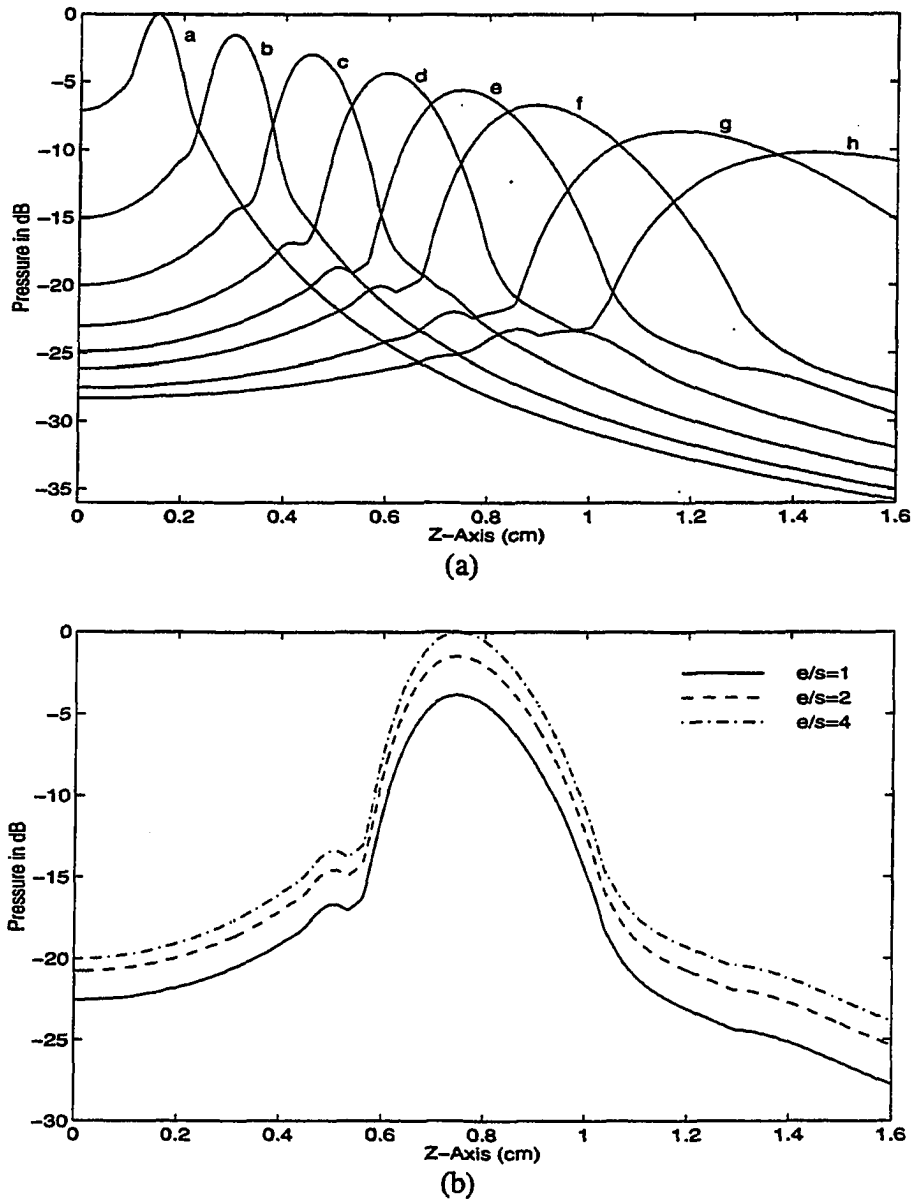 0
−5
−10
−15
−20
−25
−30
−35
Pressure in dB
a
b
c
d
e
f
g
h
0
0.2
0.4
0.6
0.8
1
1.2
1.4
1.6
Z−Axis (cm)
(a)
0
−5
−10
−15
−20
−25
−30
Pressure in dB
e/s=1
e/s=2
e/s=4
0
0.2
0.4
0.6
0.8
1
1.2
1.4
1.6
Z−Axis (cm)
(b)